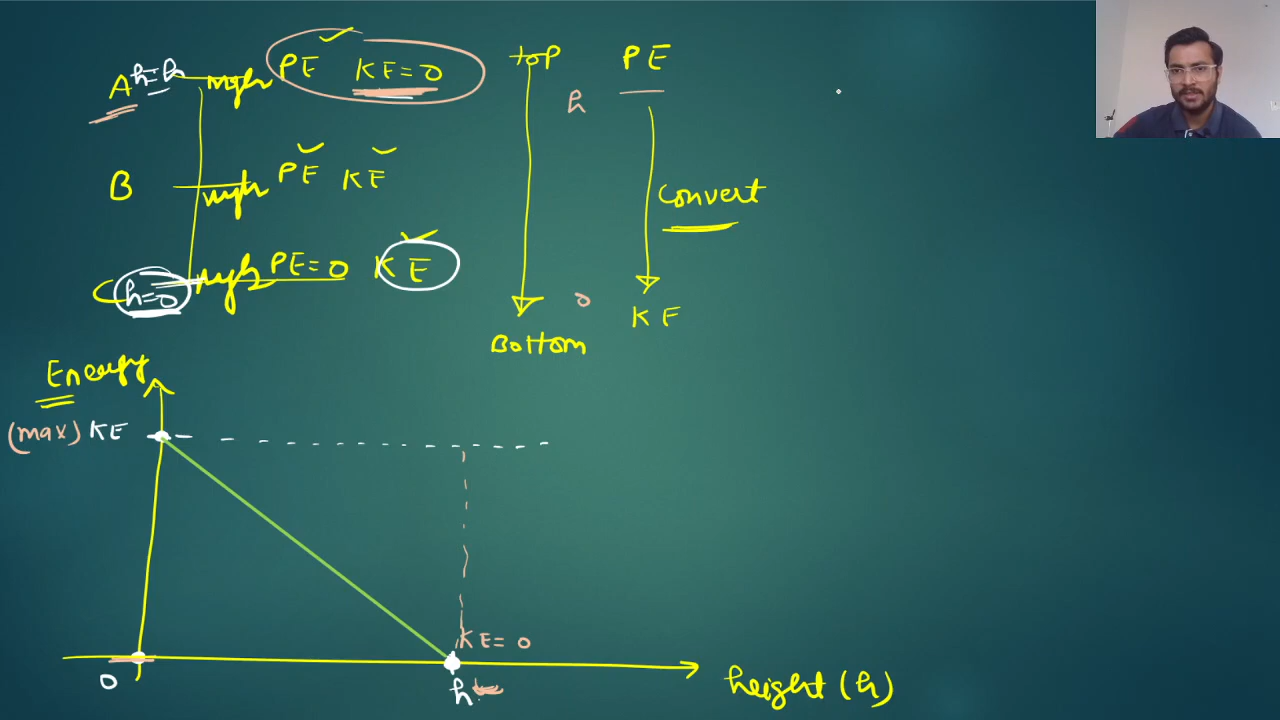 A h=h mgh PE KE=0
B mgh PE KE
C h=0 mgh PE=0 KE
top PE
h
Convert
0
Bottom KE
Energy
(max) KE
KE=0
0 h height (h)